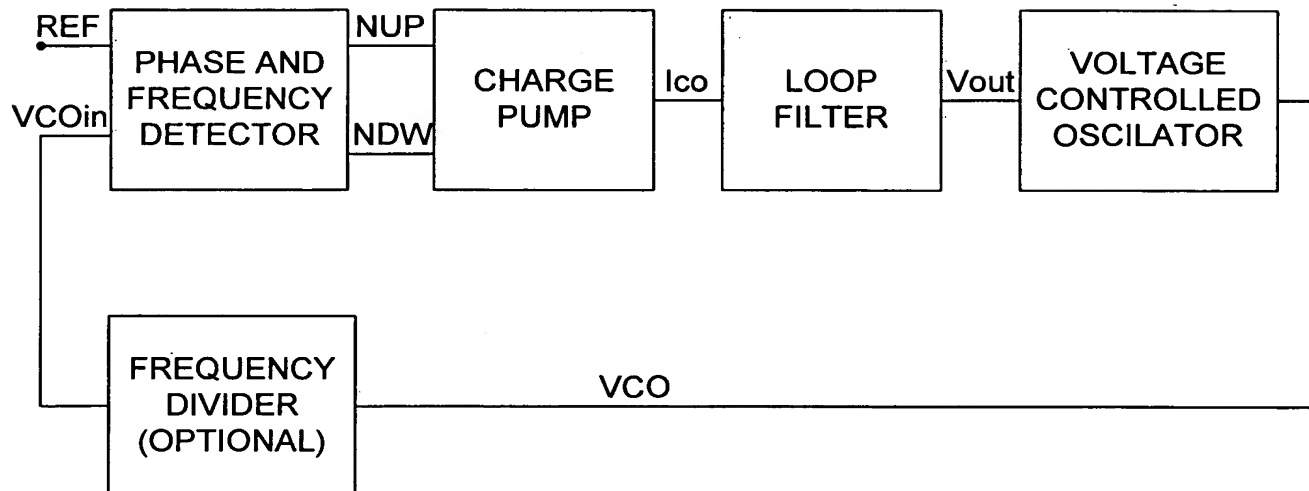 REF
VCOin
PHASE AND
FREQUENCY
DETECTOR
NUP
NDW
CHARGE
PUMP
Ico
LOOP
FILTER
Vout
VOLTAGE
CONTROLLED
OSCILATOR
FREQUENCY
DIVIDER
(OPTIONAL)
VCO